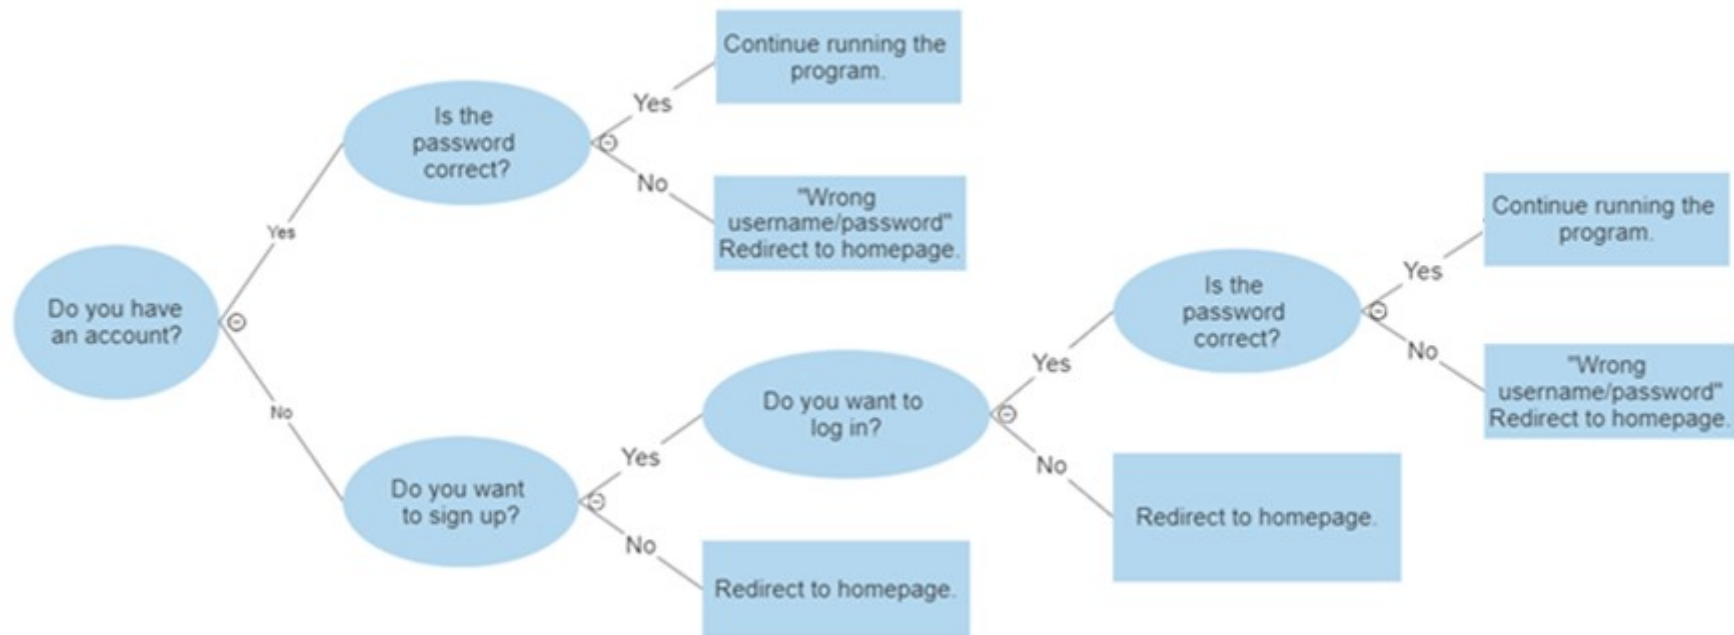 Do you have
an account?
Yes
Is the
password
correct?
Yes
Continue running the
program.
No
"Wrong
username/password"
Redirect to homepage.
No
Do you want
to sign up?
Yes
Do you want to
log in?
Yes
Is the
password
correct?
Yes
Continue running the
program.
No
"Wrong
username/password"
Redirect to homepage.
No
Redirect to homepage.
No
Redirect to homepage.